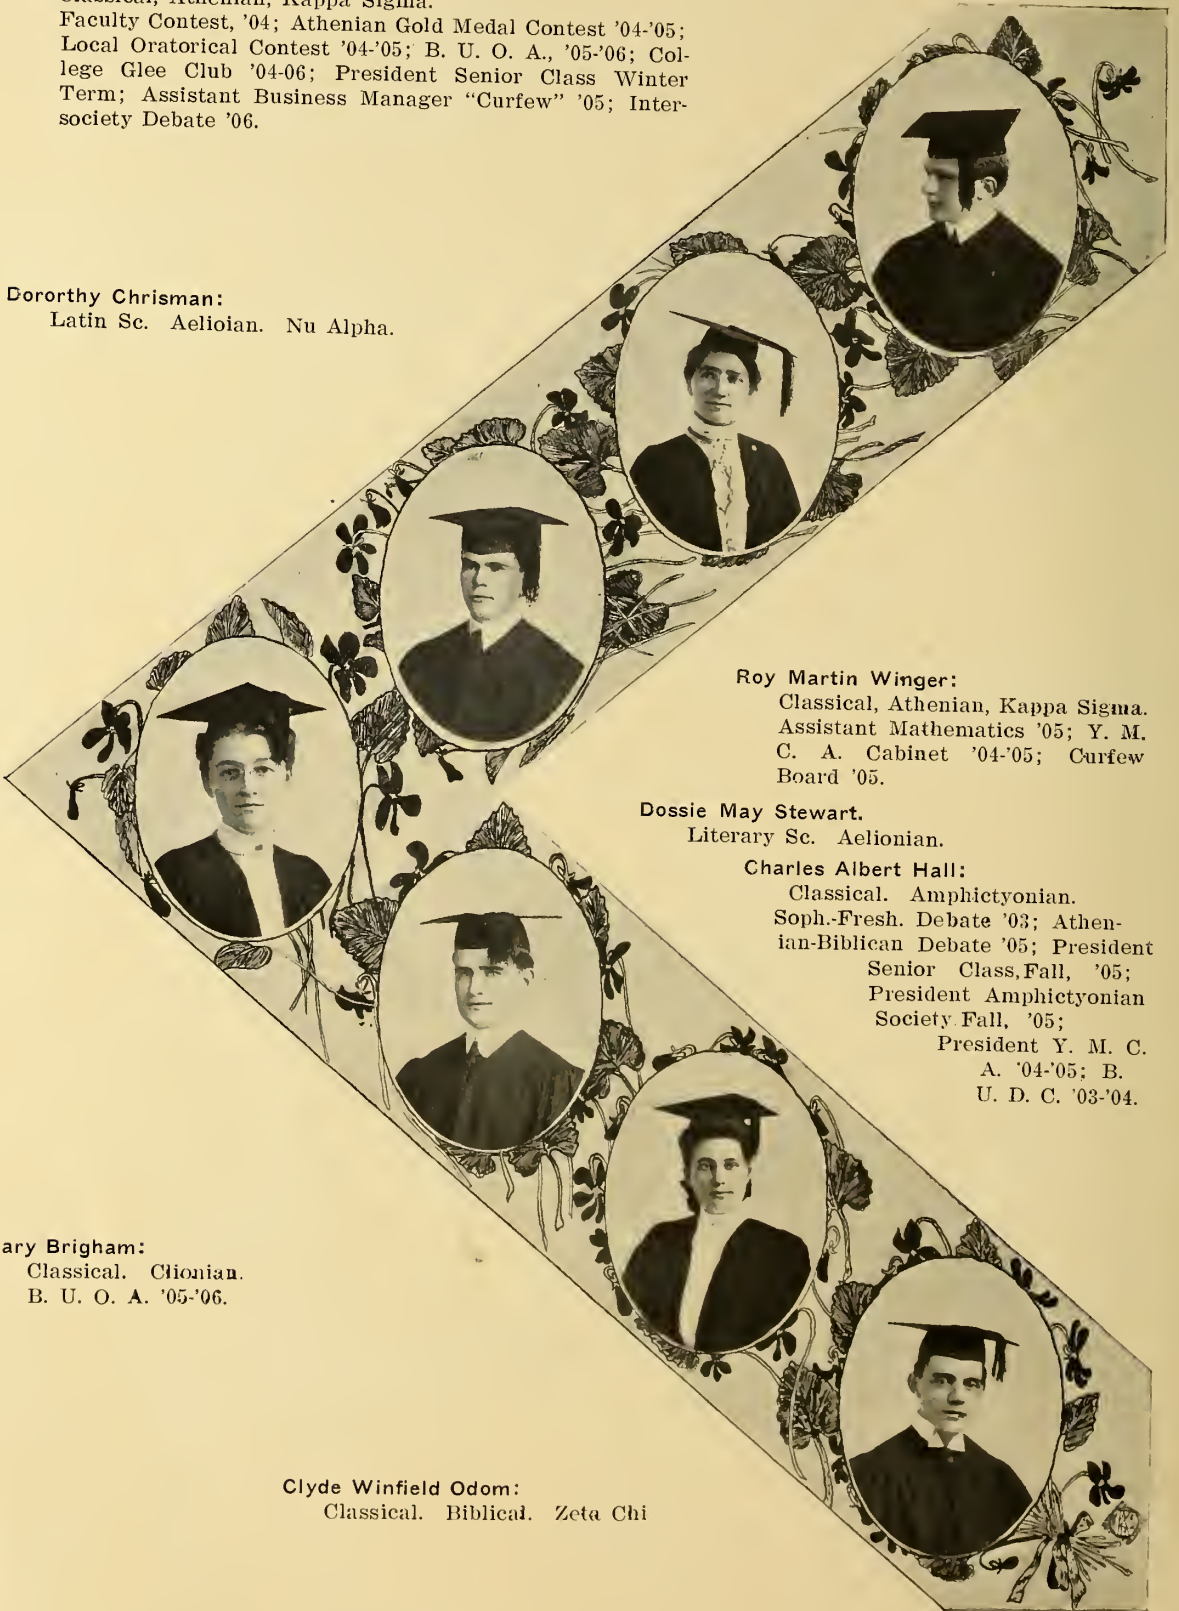 Classical, Athenian, Kappa Sigma.
Faculty Contest, '04; Athenian Gold Medal Contest '04-'05;
Local Oratorical Contest '04-'05; B. U. O. A., '05-'06; Col-
lege Glee Club '04-06; President Senior Class Winter
Term; Assistant Business Manager "Curfew" '05; Inter-
society Debate '06.
Dororthy Chrisman:
Latin Sc. Aelioian. Nu Alpha.
Roy Martin Winger:
Classical, Athenian, Kappa Sigma.
Assistant Mathematics '05; Y. M.
C. A. Cabinet '04-'05; Curfew
Board '05.
Dossie May Stewart.
Literary Sc. Aelionian.
Charles Albert Hall:
Classical. Amphictyonian.
Soph.-Fresh. Debate '03; Athen-
ian-Biblican Debate '05; President
Senior Class, Fall, '05;
President Amphictyonian
Society Fall, '05;
President Y. M. C.
A. '04-'05; B.
U. D. C. '03-'04.
ary Brigham:
Classical. Clionian.
B. U. O. A. '05-'06.
Clyde Winfield Odom:
Classical. Biblical. Zeta Chi